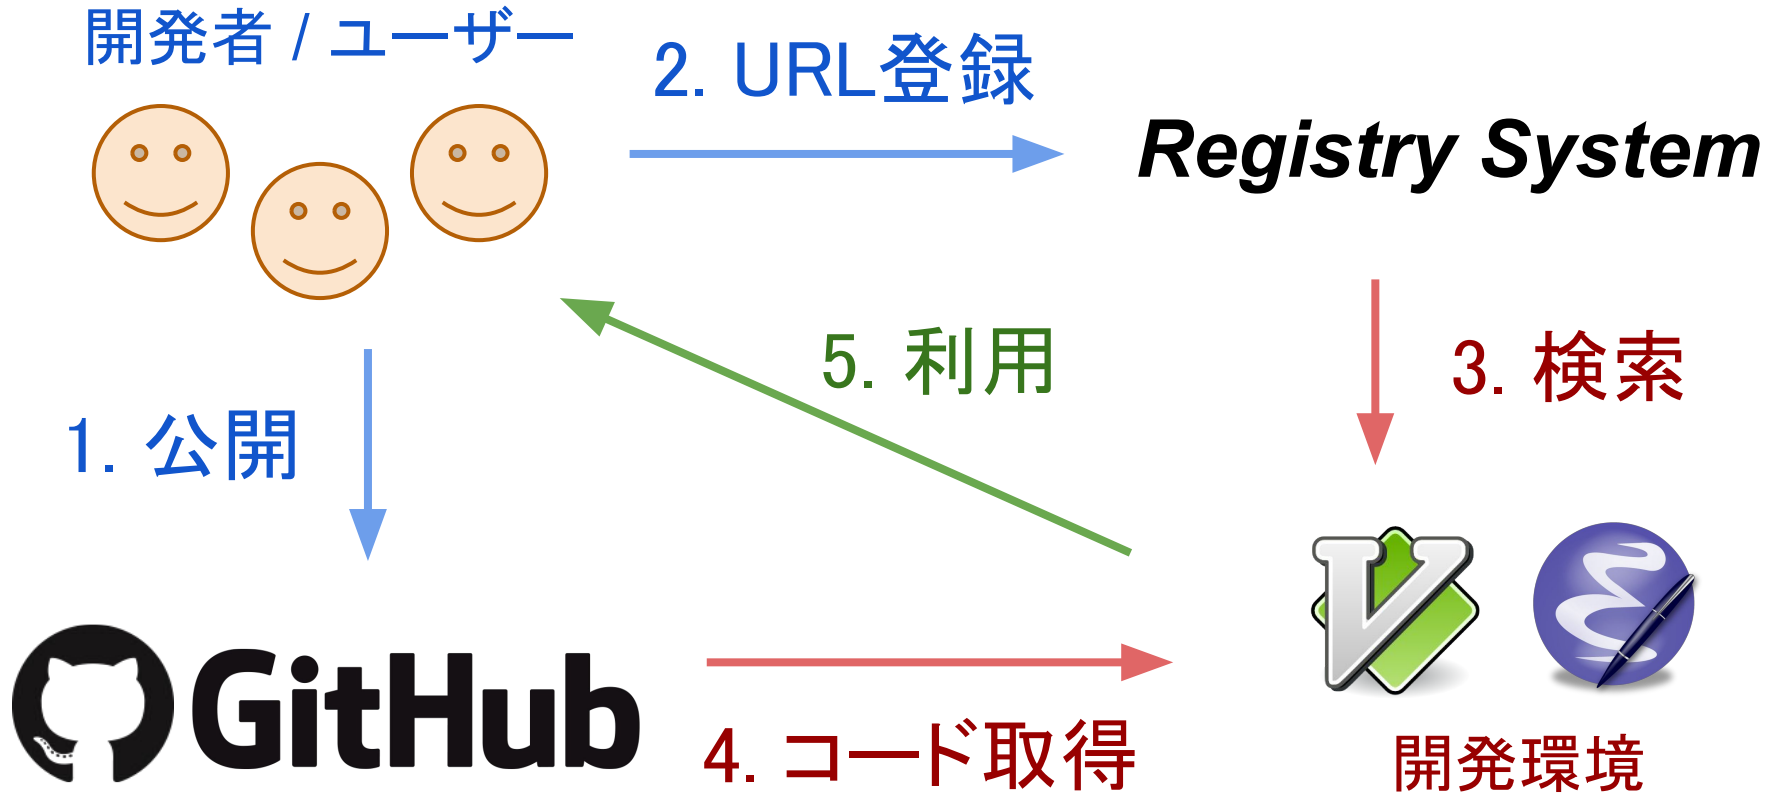 開発者 / ユーザー
2. URL登録
Registry System
5. 利用
3. 検索
1. 公開
GitHub
4. コード取得
開発環境